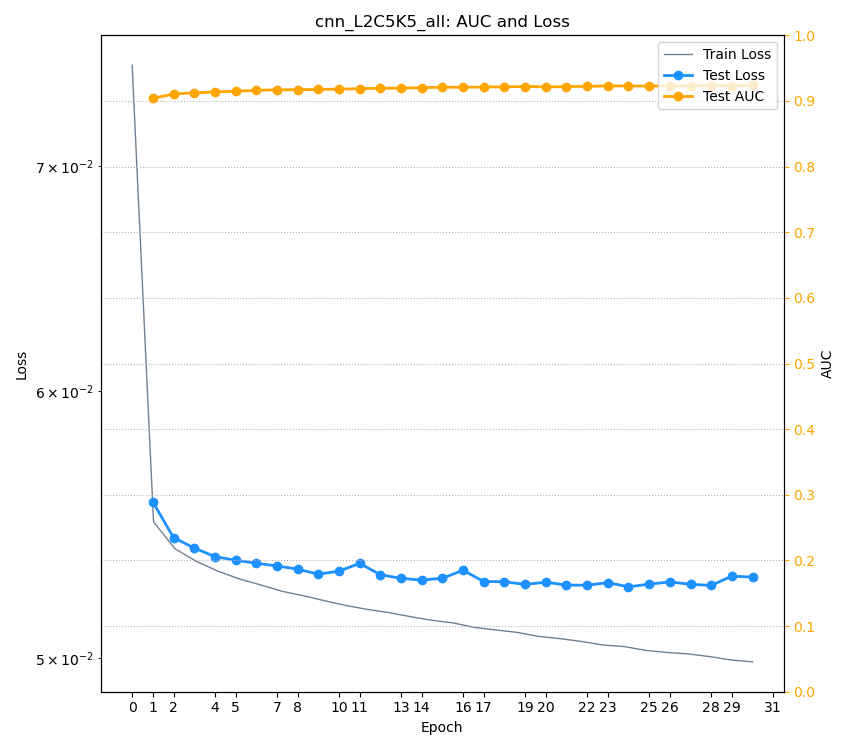 cnn_L2C5K5_all: AUC and Loss
Train Loss
Test Loss
Test AUC
7 × 10⁻²
6 × 10⁻²
5 × 10⁻²
Loss
1.0
0.9
0.8
0.7
0.6
0.5
0.4
0.3
0.2
0.1
0.0
AUC
0 1 2 4 5 7 8 10 11 13 14 16 17 19 20 22 23 25 26 28 29 31
Epoch